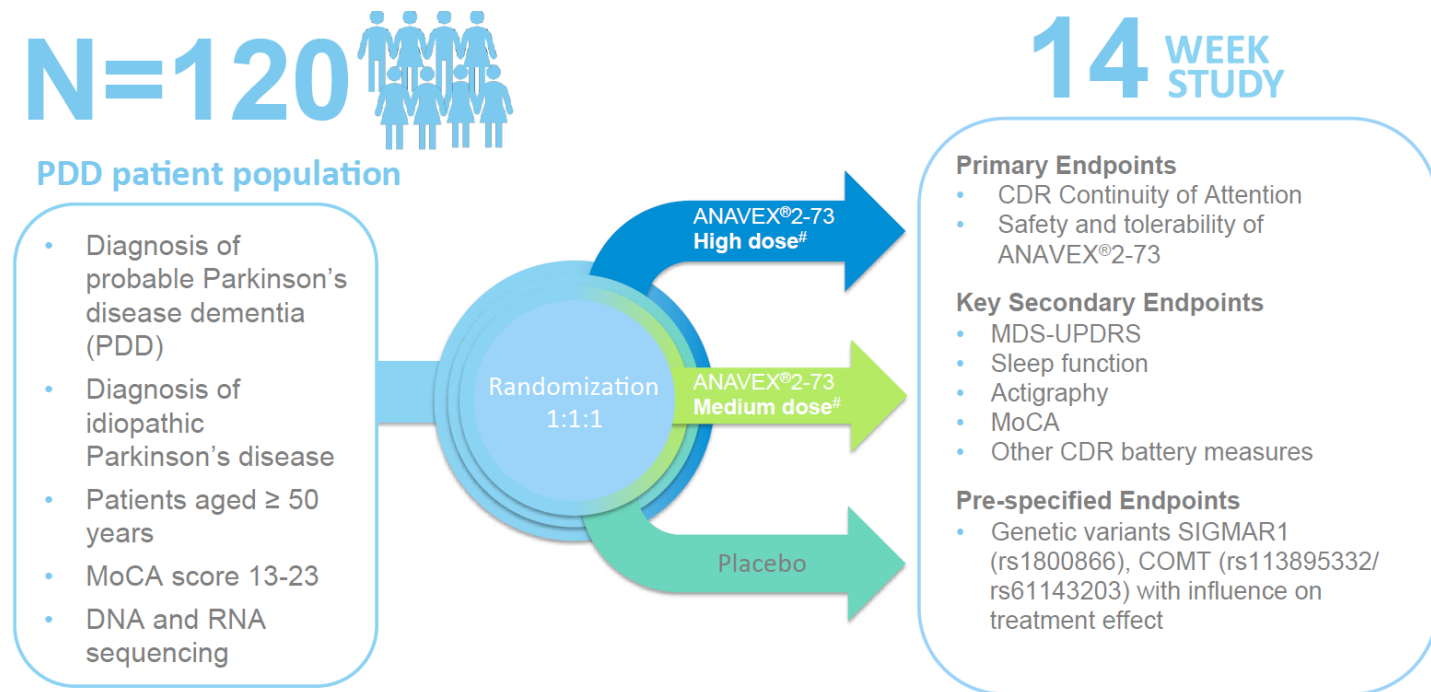 N=120
PDD patient population
• Diagnosis of
probable Parkinson's
disease dementia
(PDD)
• Diagnosis of
idiopathic
Parkinson's disease
• Patients aged ≥ 50
years
• MoCA score 13-23
• DNA and RNA
sequencing
Randomization
1:1:1
ANAVEX®2-73
High dose#
ANAVEX®2-73
Medium dose#
Placebo
14 WEEK
STUDY
Primary Endpoints
• CDR Continuity of Attention
• Safety and tolerability of
ANAVEX®2-73
Key Secondary Endpoints
• MDS-UPDRS
• Sleep function
• Actigraphy
• MoCA
• Other CDR battery measures
Pre-specified Endpoints
• Genetic variants SIGMAR1
(rs1800866), COMT (rs113895332/
rs61143203) with influence on
treatment effect